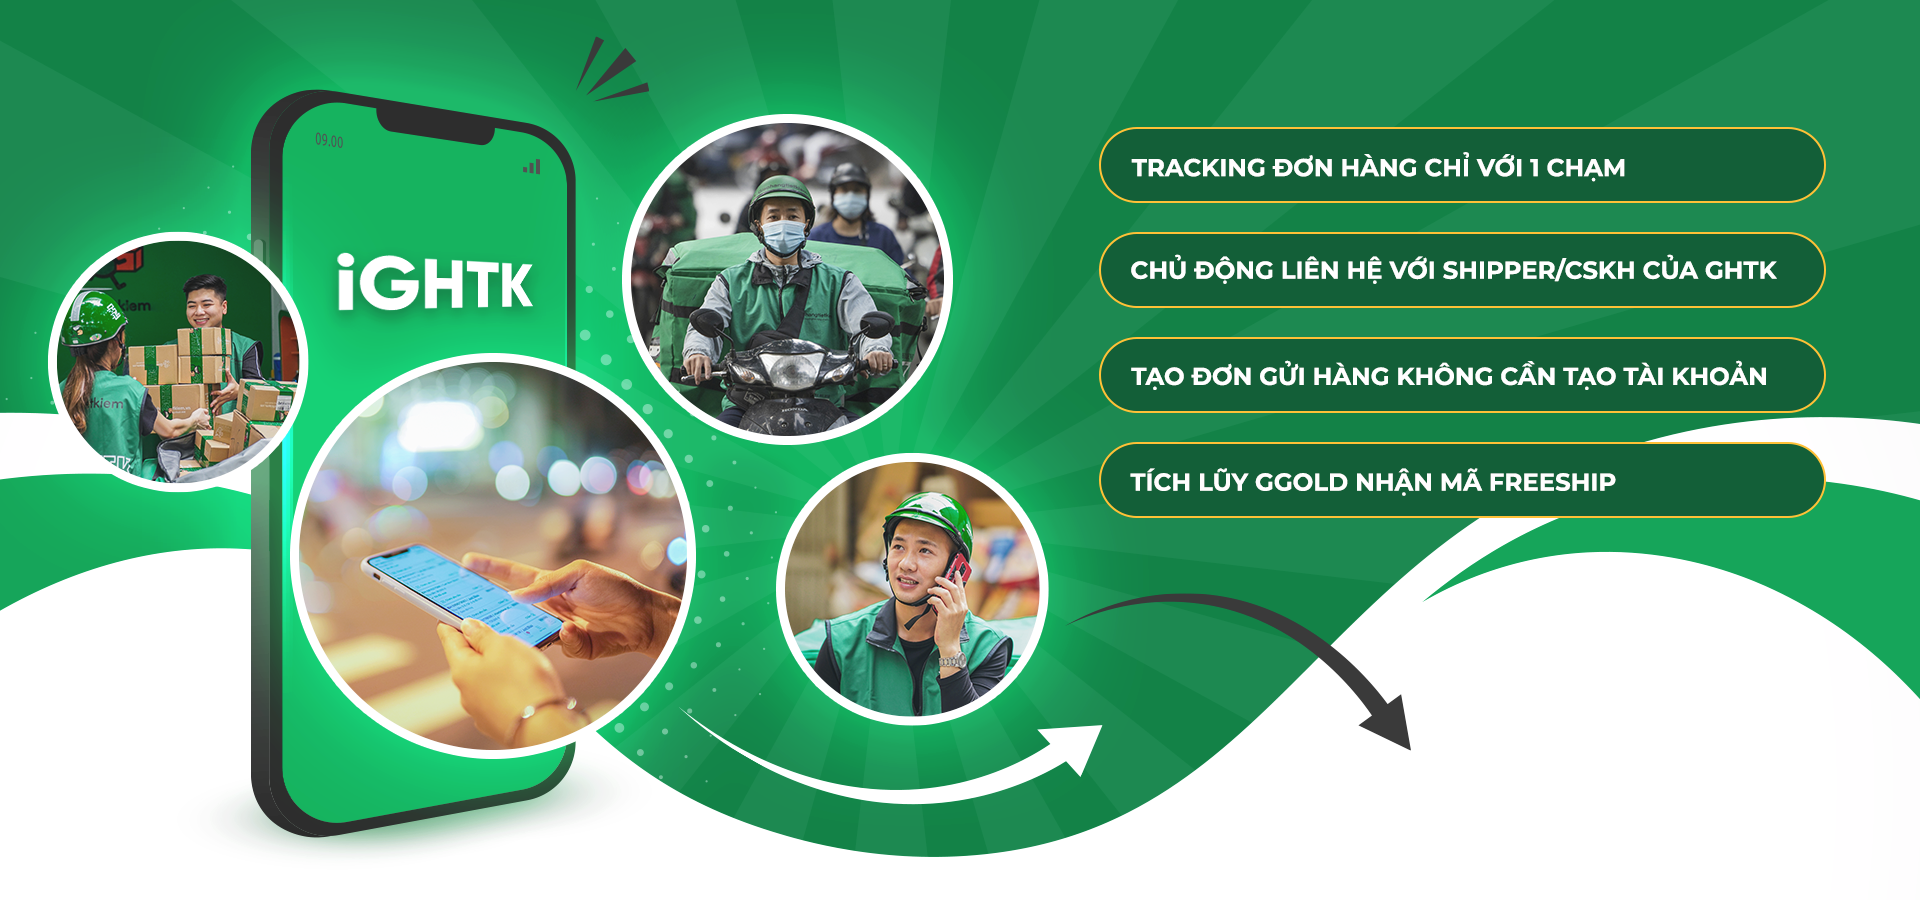 09.00
iGHTK
TRACKING ĐƠN HÀNG CHỈ VỚI 1 CHẠM
CHỦ ĐỘNG LIÊN HỆ VỚI SHIPPER/CSKH CỦA GHTK
TẠO ĐƠN GỬI HÀNG KHÔNG CẦN TẠO TÀI KHOẢN
TÍCH LŨY GGOLD NHẬN MÃ FREESHIP
HONDA